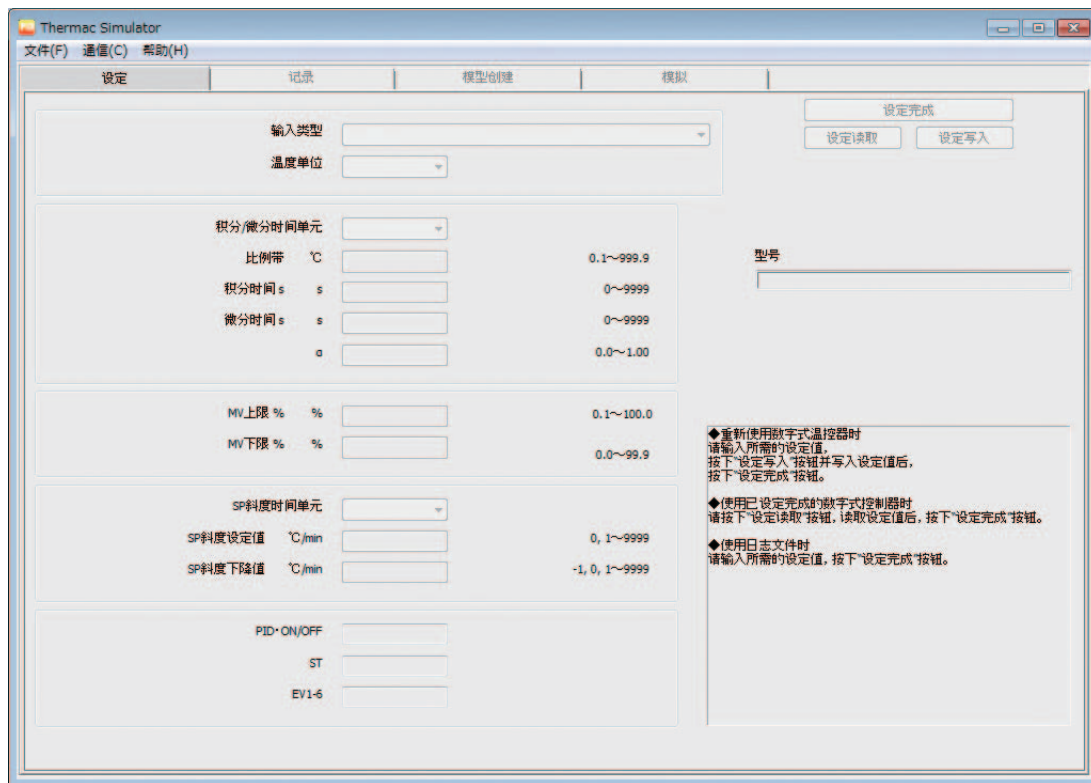 Thermac Simulator
文件(F) 通信(C) 帮助(H)
设定 记录 模型创建 模拟
设定完成
设定读取 设定写入
输入类型
温度单位
积分/微分时间单元
比例带 ℃ 0.1～999.9
积分时间 s s 0～9999
微分时间 s s 0～9999
α 0.0～1.00
型号
MV上限 % % 0.1～100.0
MV下限 % % 0.0～99.9
SP斜度时间单元
SP斜度设定值 ℃/min 0, 1～9999
SP斜度下降值 ℃/min -1, 0, 1～9999
PID・ON/OFF
ST
EV1-6
◆重新使用数字式温控器时
请输入所需的设定值,
按下"设定写入"按钮并写入设定值后,
按下"设定完成"按钮。
◆使用已设定完成的数字式控制器时
请按下"设定读取"按钮, 读取设定值后, 按下"设定完成"按钮。
◆使用日志文件时
请输入所需的设定值, 按下"设定完成"按钮。